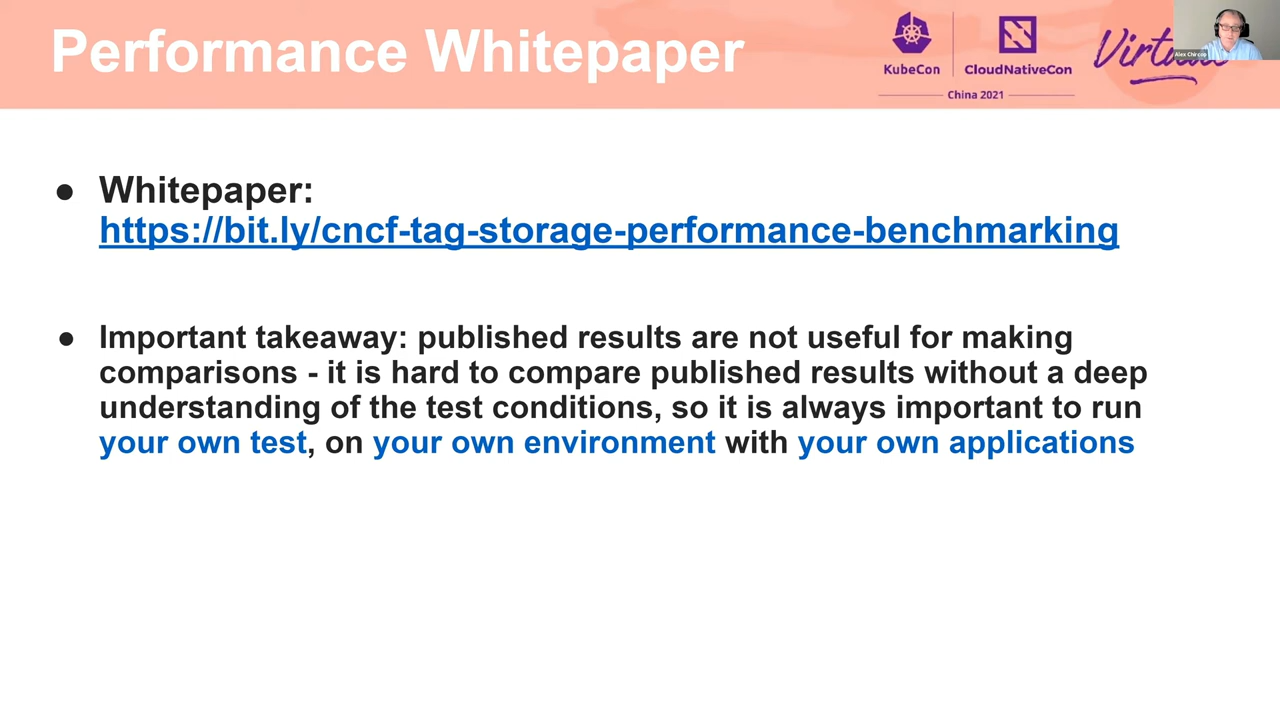 Performance Whitepaper
KubeCon
CloudNativeCon
China 2021
Virtual
Alex Chircop
● Whitepaper:
https://bit.ly/cncf-tag-storage-performance-benchmarking
● Important takeaway: published results are not useful for making
comparisons - it is hard to compare published results without a deep
understanding of the test conditions, so it is always important to run
your own test, on your own environment with your own applications